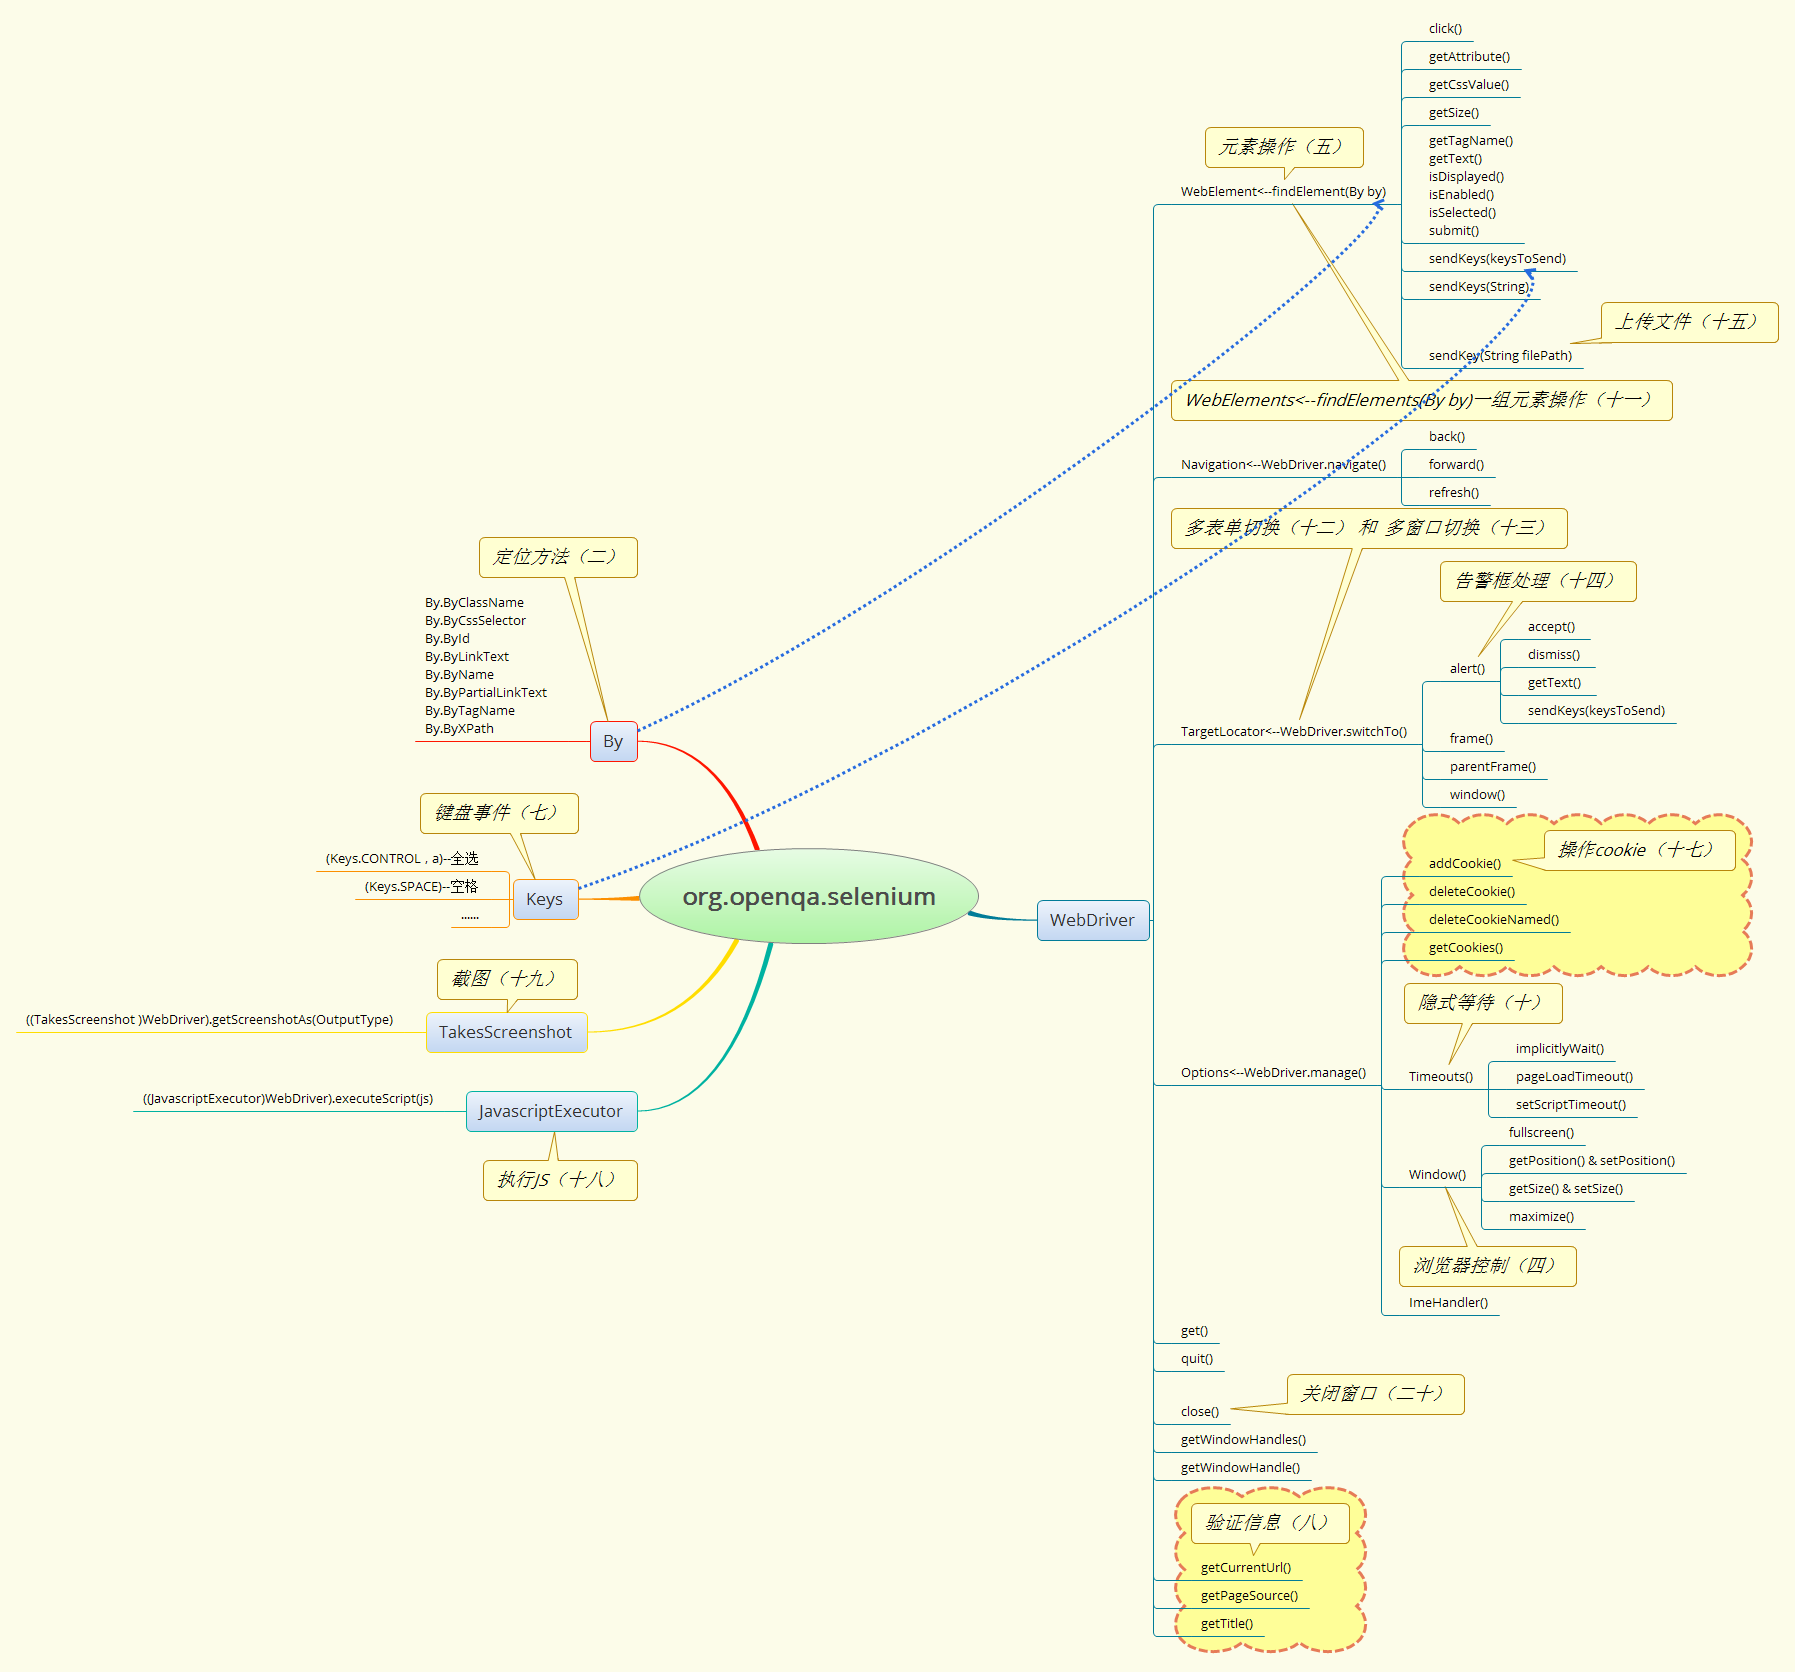 org.openqa.selenium
定位方法（二）
By.ByClassName
By.ByCssSelector
By.ById
By.ByLinkText
By.ByName
By.ByPartialLinkText
By.ByTagName
By.ByXPath
By
键盘事件（七）
(Keys.CONTROL , a)--全选
(Keys.SPACE)--空格
......
Keys
截图（十九）
((TakesScreenshot )WebDriver).getScreenshotAs(OutputType)
TakesScreenshot
((JavascriptExecutor)WebDriver).executeScript(js)
JavascriptExecutor
执行JS（十八）
WebDriver
元素操作（五）
WebElement<--findElement(By by)
click()
getAttribute()
getCssValue()
getSize()
getTagName()
getText()
isDisplayed()
isEnabled()
isSelected()
submit()
sendKeys(keysToSend)
sendKeys(String)
上传文件（十五）
sendKey(String filePath)
WebElements<--findElements(By by)一组元素操作（十一）
Navigation<--WebDriver.navigate()
back()
forward()
refresh()
多表单切换（十二） 和 多窗口切换（十三）
TargetLocator<--WebDriver.switchTo()
告警框处理（十四）
alert()
accept()
dismiss()
getText()
sendKeys(keysToSend)
frame()
parentFrame()
window()
Options<--WebDriver.manage()
操作cookie（十七）
addCookie()
deleteCookie()
deleteCookieNamed()
getCookies()
隐式等待（十）
Timeouts()
implicitlyWait()
pageLoadTimeout()
setScriptTimeout()
Window()
fullscreen()
getPosition() & setPosition()
getSize() & setSize()
maximize()
浏览器控制（四）
ImeHandler()
get()
quit()
关闭窗口（二十）
close()
getWindowHandles()
getWindowHandle()
验证信息（八）
getCurrentUrl()
getPageSource()
getTitle()